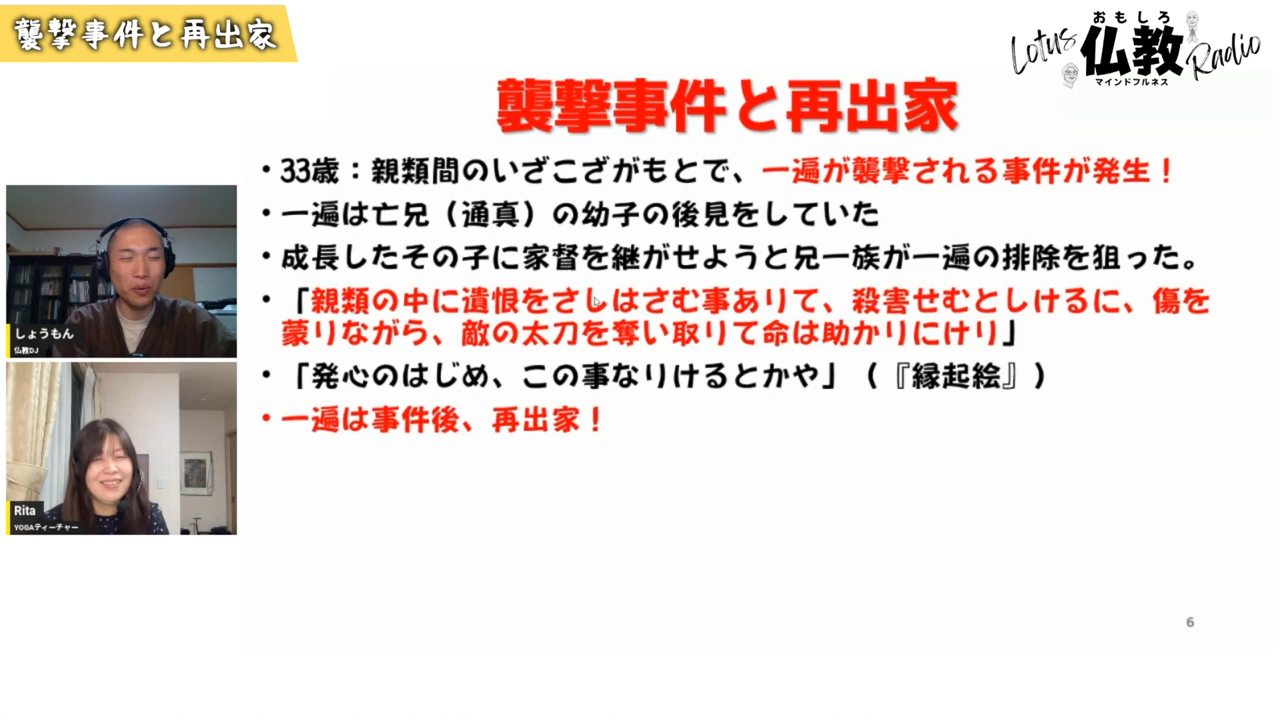 襲撃事件と再出家
おもしろ
Lotus 仏教 Radio
マインドフルネス
襲撃事件と再出家
・33歳：親類間のいざこざがもとで、一遍が襲撃される事件が発生！
・一遍は亡兄（通真）の幼子の後見をしていた
・成長したその子に家督を継がせようと兄一族が一遍の排除を狙った。
・「親類の中に遺恨をさしはさむ事ありて、殺害せむとしけるに、傷を
蒙りながら、敵の太刀を奪い取りて命は助かりにけり」
・「発心のはじめ、この事なりけるとかや」（『縁起絵』）
・一遍は事件後、再出家！
しょうもん
仏教DJ
Rita
YOGAティーチャー
6